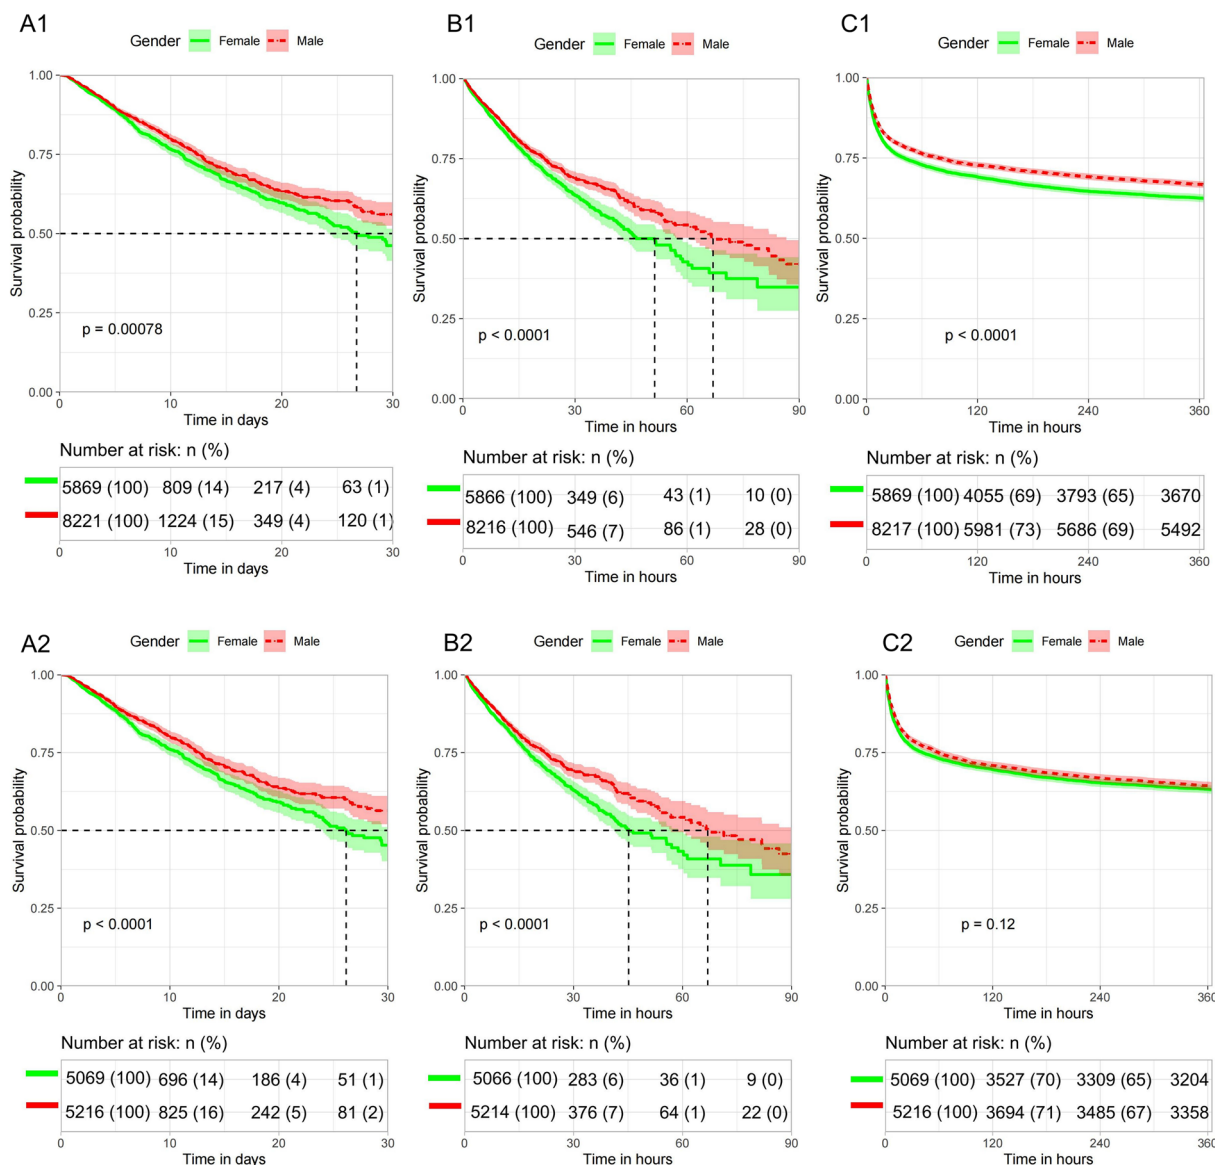 A1
Gender Female Male
Survival probability
1.00
0.75
0.50
0.25
0.00
p = 0.00078
0 10 20 30
Time in days
Number at risk: n (%)
5869 (100) 809 (14) 217 (4) 63 (1)
8221 (100) 1224 (15) 349 (4) 120 (1)
0 10 20 30
Time in days
B1
Gender Female Male
Survival probability
1.00
0.75
0.50
0.25
0.00
p < 0.0001
0 30 60 90
Time in hours
Number at risk: n (%)
5866 (100) 349 (6) 43 (1) 10 (0)
8216 (100) 546 (7) 86 (1) 28 (0)
0 30 60 90
Time in hours
C1
Gender Female Male
Survival probability
1.00
0.75
0.50
0.25
0.00
p < 0.0001
0 120 240 360
Time in hours
Number at risk: n (%)
5869 (100) 4055 (69) 3793 (65) 3670
8217 (100) 5981 (73) 5686 (69) 5492
0 120 240 360
Time in hours
A2
Gender Female Male
Survival probability
1.00
0.75
0.50
0.25
0.00
p < 0.0001
0 10 20 30
Time in days
Number at risk: n (%)
5069 (100) 696 (14) 186 (4) 51 (1)
5216 (100) 825 (16) 242 (5) 81 (2)
0 10 20 30
Time in days
B2
Gender Female Male
Survival probability
1.00
0.75
0.50
0.25
0.00
p < 0.0001
0 30 60 90
Time in hours
Number at risk: n (%)
5066 (100) 283 (6) 36 (1) 9 (0)
5214 (100) 376 (7) 64 (1) 22 (0)
0 30 60 90
Time in hours
C2
Gender Female Male
Survival probability
1.00
0.75
0.50
0.25
0.00
p = 0.12
0 120 240 360
Time in hours
Number at risk: n (%)
5069 (100) 3527 (70) 3309 (65) 3204
5216 (100) 3694 (71) 3485 (67) 3358
0 120 240 360
Time in hours